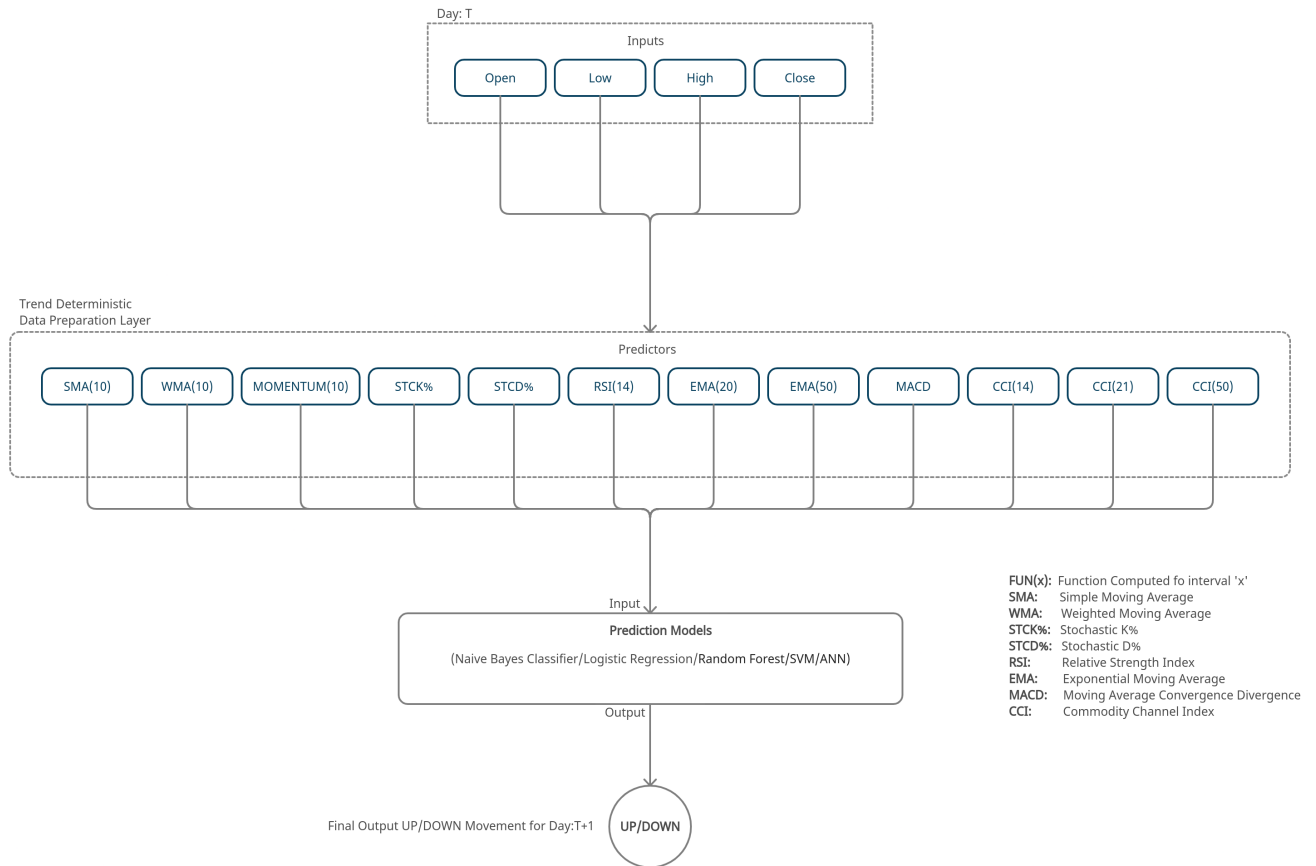 Day: T
Inputs
Open Low High Close
Trend Deterministic
Data Preparation Layer
Predictors
SMA(10) WMA(10) MOMENTUM(10) STCK% STCD% RSI(14) EMA(20) EMA(50) MACD CCI(14) CCI(21) CCI(50)
FUN(x): Function Computed fo interval 'x'
SMA: Simple Moving Average
WMA: Weighted Moving Average
STCK%: Stochastic K%
STCD%: Stochastic D%
RSI: Relative Strength Index
EMA: Exponential Moving Average
MACD: Moving Average Convergence Divergence
CCI: Commodity Channel Index
Input
Prediction Models
(Naive Bayes Classifier/Logistic Regression/Random Forest/SVM/ANN)
Output
Final Output UP/DOWN Movement for Day:T+1
UP/DOWN